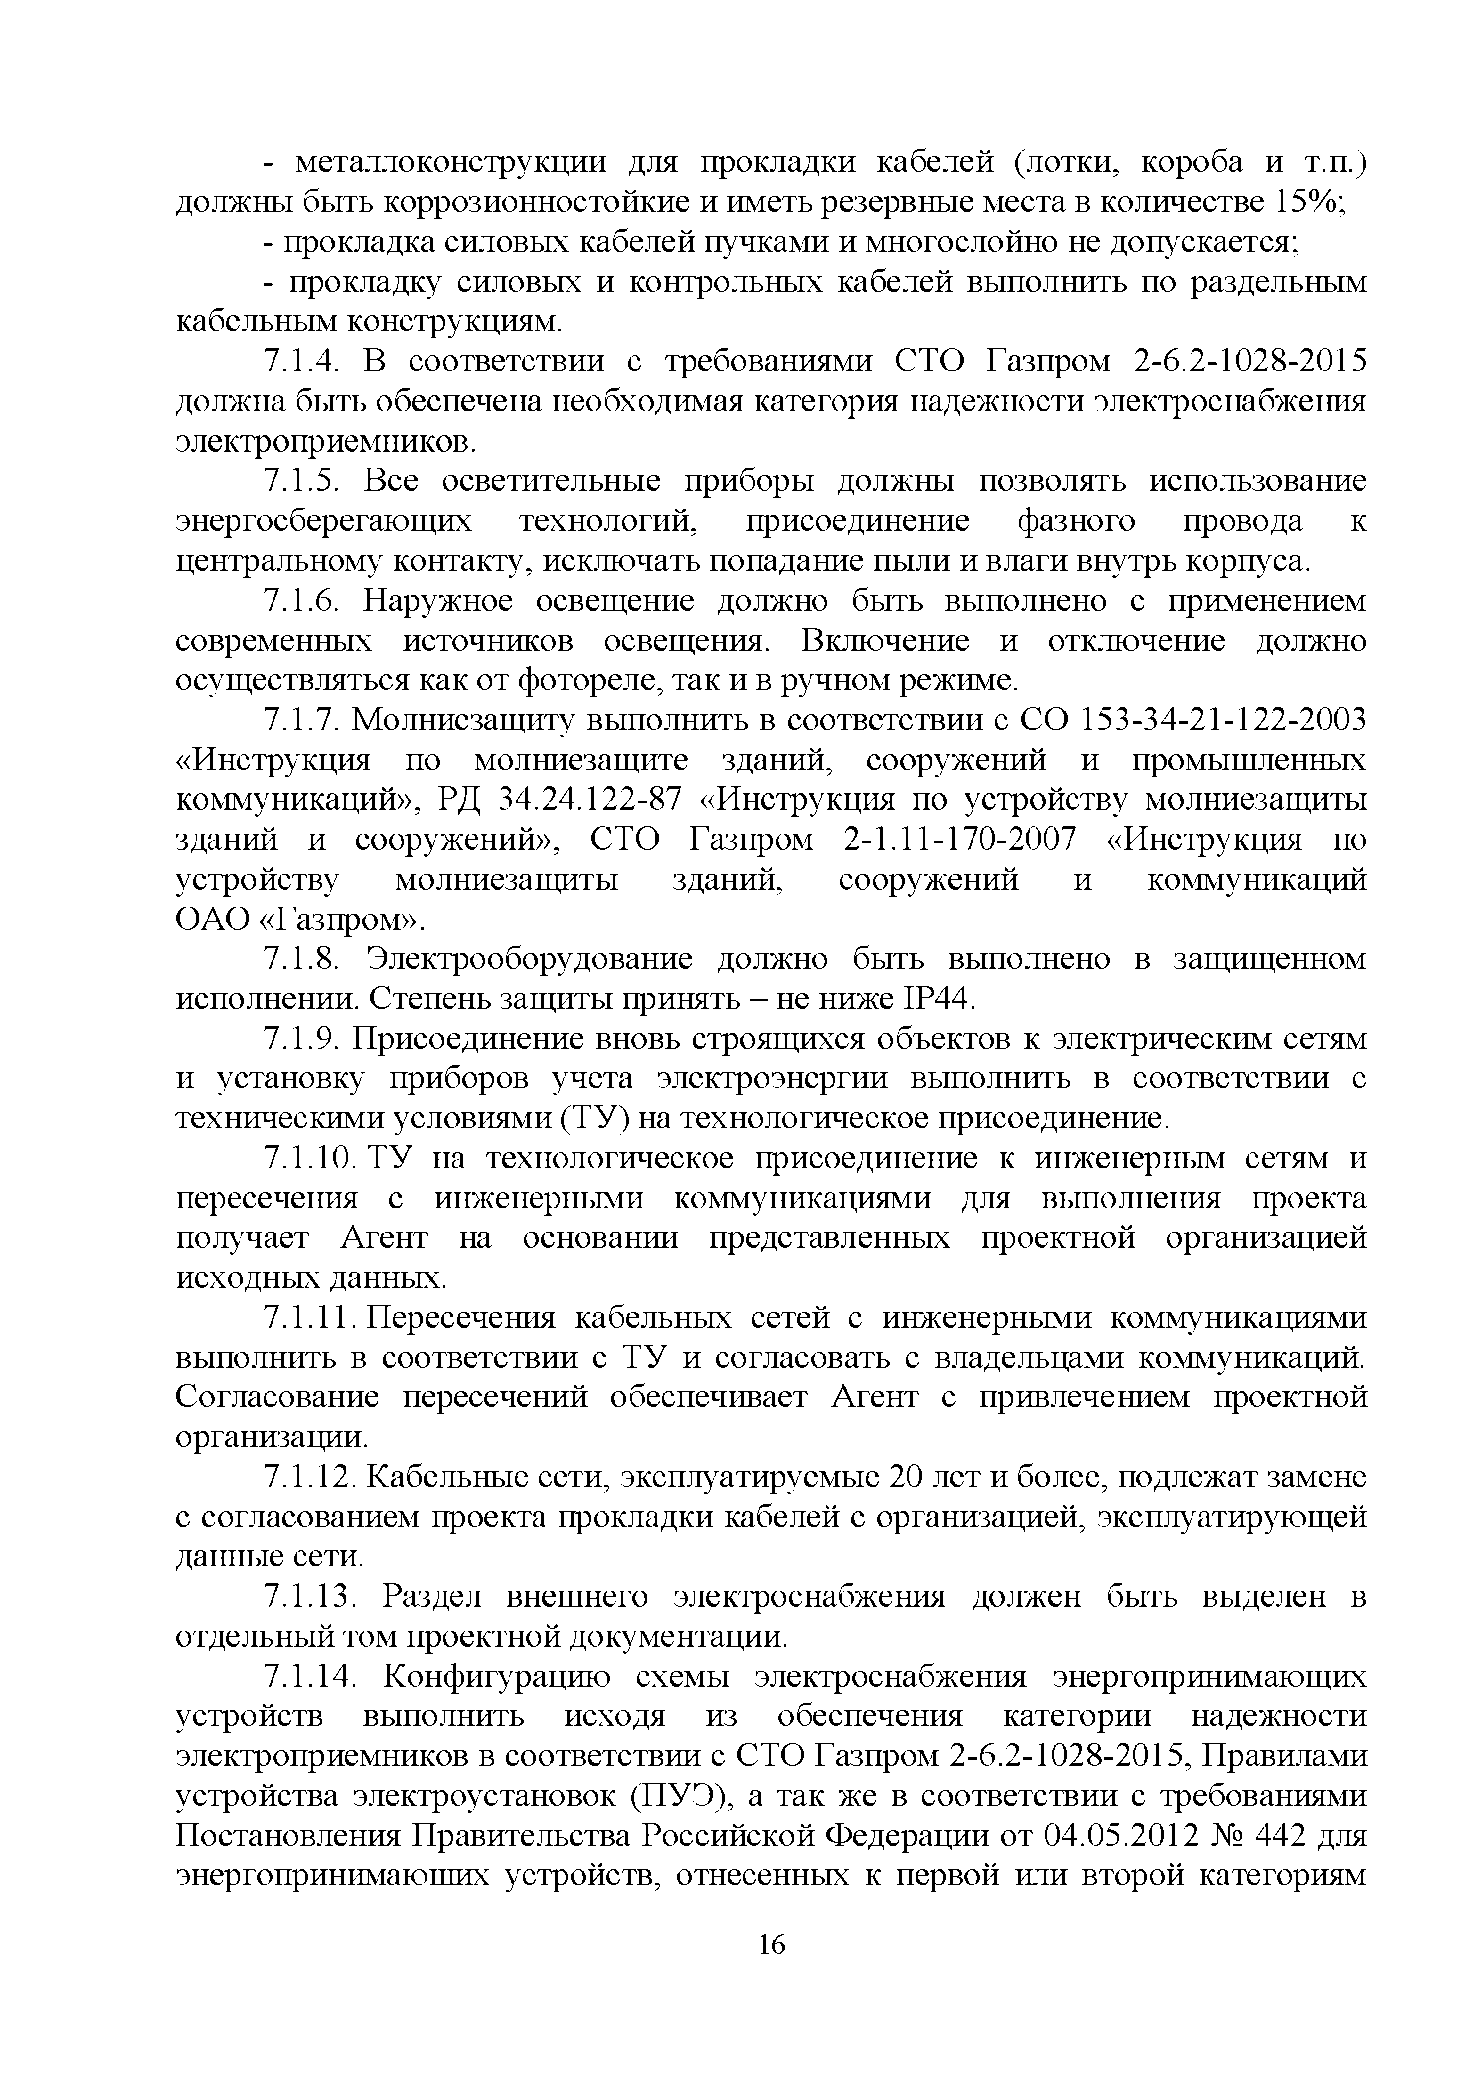 - металлоконструкции для прокладки кабелей (лотки, короба и т.п.)
должны быть коррозионностойкие и иметь резервные места в количестве 15%;
- прокладка силовых кабелей пучками и многослойно не допускается;
- прокладку силовых и контрольных кабелей выполнить по раздельным
кабельным конструкциям.
7.1.4. В соответствии с требованиями СТО Газпром 2-6.2-1028-2015
должна быть обеспечена необходимая категория надежности электроснабжения
электроприемников.
7.1.5. Все осветительные приборы должны позволять использование
энергосберегающих технологий, присоединение фазного провода к
центральному контакту, исключать попадание пыли и влаги внутрь корпуса.
7.1.6. Наружное освещение должно быть выполнено с применением
современных источников освещения. Включение и отключение должно
осуществляться как от фотореле, так и в ручном режиме.
7.1.7. Молниезащиту выполнить в соответствии с СО 153-34-21-122-2003
«Инструкция по молниезащите зданий, сооружений и промышленных
коммуникаций», РД 34.24.122-87 «Инструкция по устройству молниезащиты
зданий и сооружений», СТО Газпром 2-1.11-170-2007 «Инструкция по
устройству молниезащиты зданий, сооружений и коммуникаций
ОАО «Газпром».
7.1.8. Электрооборудование должно быть выполнено в защищенном
исполнении. Степень защиты принять – не ниже IP44.
7.1.9. Присоединение вновь строящихся объектов к электрическим сетям
и установку приборов учета электроэнергии выполнить в соответствии с
техническими условиями (ТУ) на технологическое присоединение.
7.1.10. ТУ на технологическое присоединение к инженерным сетям и
пересечения с инженерными коммуникациями для выполнения проекта
получает Агент на основании представленных проектной организацией
исходных данных.
7.1.11. Пересечения кабельных сетей с инженерными коммуникациями
выполнить в соответствии с ТУ и согласовать с владельцами коммуникаций.
Согласование пересечений обеспечивает Агент с привлечением проектной
организации.
7.1.12. Кабельные сети, эксплуатируемые 20 лет и более, подлежат замене
с согласованием проекта прокладки кабелей с организацией, эксплуатирующей
данные сети.
7.1.13. Раздел внешнего электроснабжения должен быть выделен в
отдельный том проектной документации.
7.1.14. Конфигурацию схемы электроснабжения энергопринимающих
устройств выполнить исходя из обеспечения категории надежности
электроприемников в соответствии с СТО Газпром 2-6.2-1028-2015, Правилами
устройства электроустановок (ПУЭ), а так же в соответствии с требованиями
Постановления Правительства Российской Федерации от 04.05.2012 № 442 для
энергопринимающих устройств, отнесенных к первой или второй категориям
16